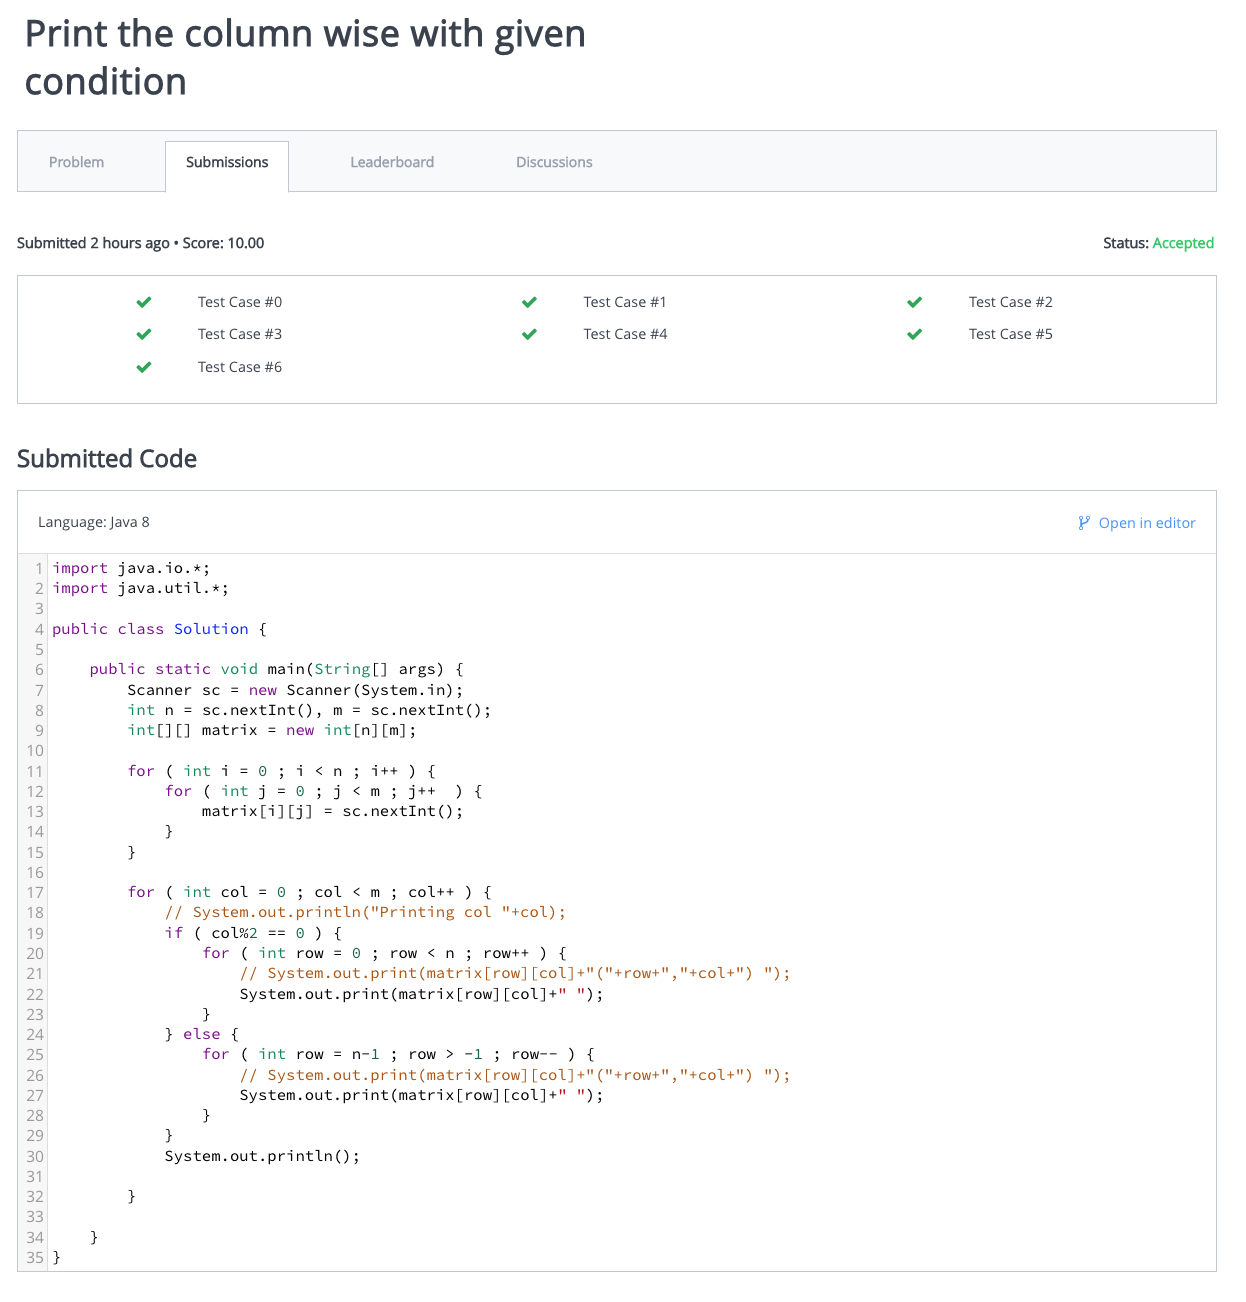 Print the column wise with given
condition
Problem Submissions Leaderboard Discussions
Submitted 2 hours ago • Score: 10.00 Status: Accepted
Test Case #0 Test Case #1 Test Case #2
Test Case #3 Test Case #4 Test Case #5
Test Case #6
Submitted Code
Language: Java 8 Open in editor
1 import java.io.*;
2 import java.util.*;
3
4 public class Solution {
5
6     public static void main(String[] args) {
7         Scanner sc = new Scanner(System.in);
8         int n = sc.nextInt(), m = sc.nextInt();
9         int[][] matrix = new int[n][m];
10
11         for ( int i = 0 ; i < n ; i++ ) {
12             for ( int j = 0 ; j < m ; j++  ) {
13                 matrix[i][j] = sc.nextInt();
14             }
15         }
16
17         for ( int col = 0 ; col < m ; col++ ) {
18             // System.out.println("Printing col "+col);
19             if ( col%2 == 0 ) {
20                 for ( int row = 0 ; row < n ; row++ ) {
21                     // System.out.print(matrix[row][col]+"("+row+","+col+") ");
22                     System.out.print(matrix[row][col]+" ");
23                 }
24             } else {
25                 for ( int row = n-1 ; row > -1 ; row-- ) {
26                     // System.out.print(matrix[row][col]+"("+row+","+col+") ");
27                     System.out.print(matrix[row][col]+" ");
28                 }
29             }
30             System.out.println();
31
32         }
33
34     }
35 }